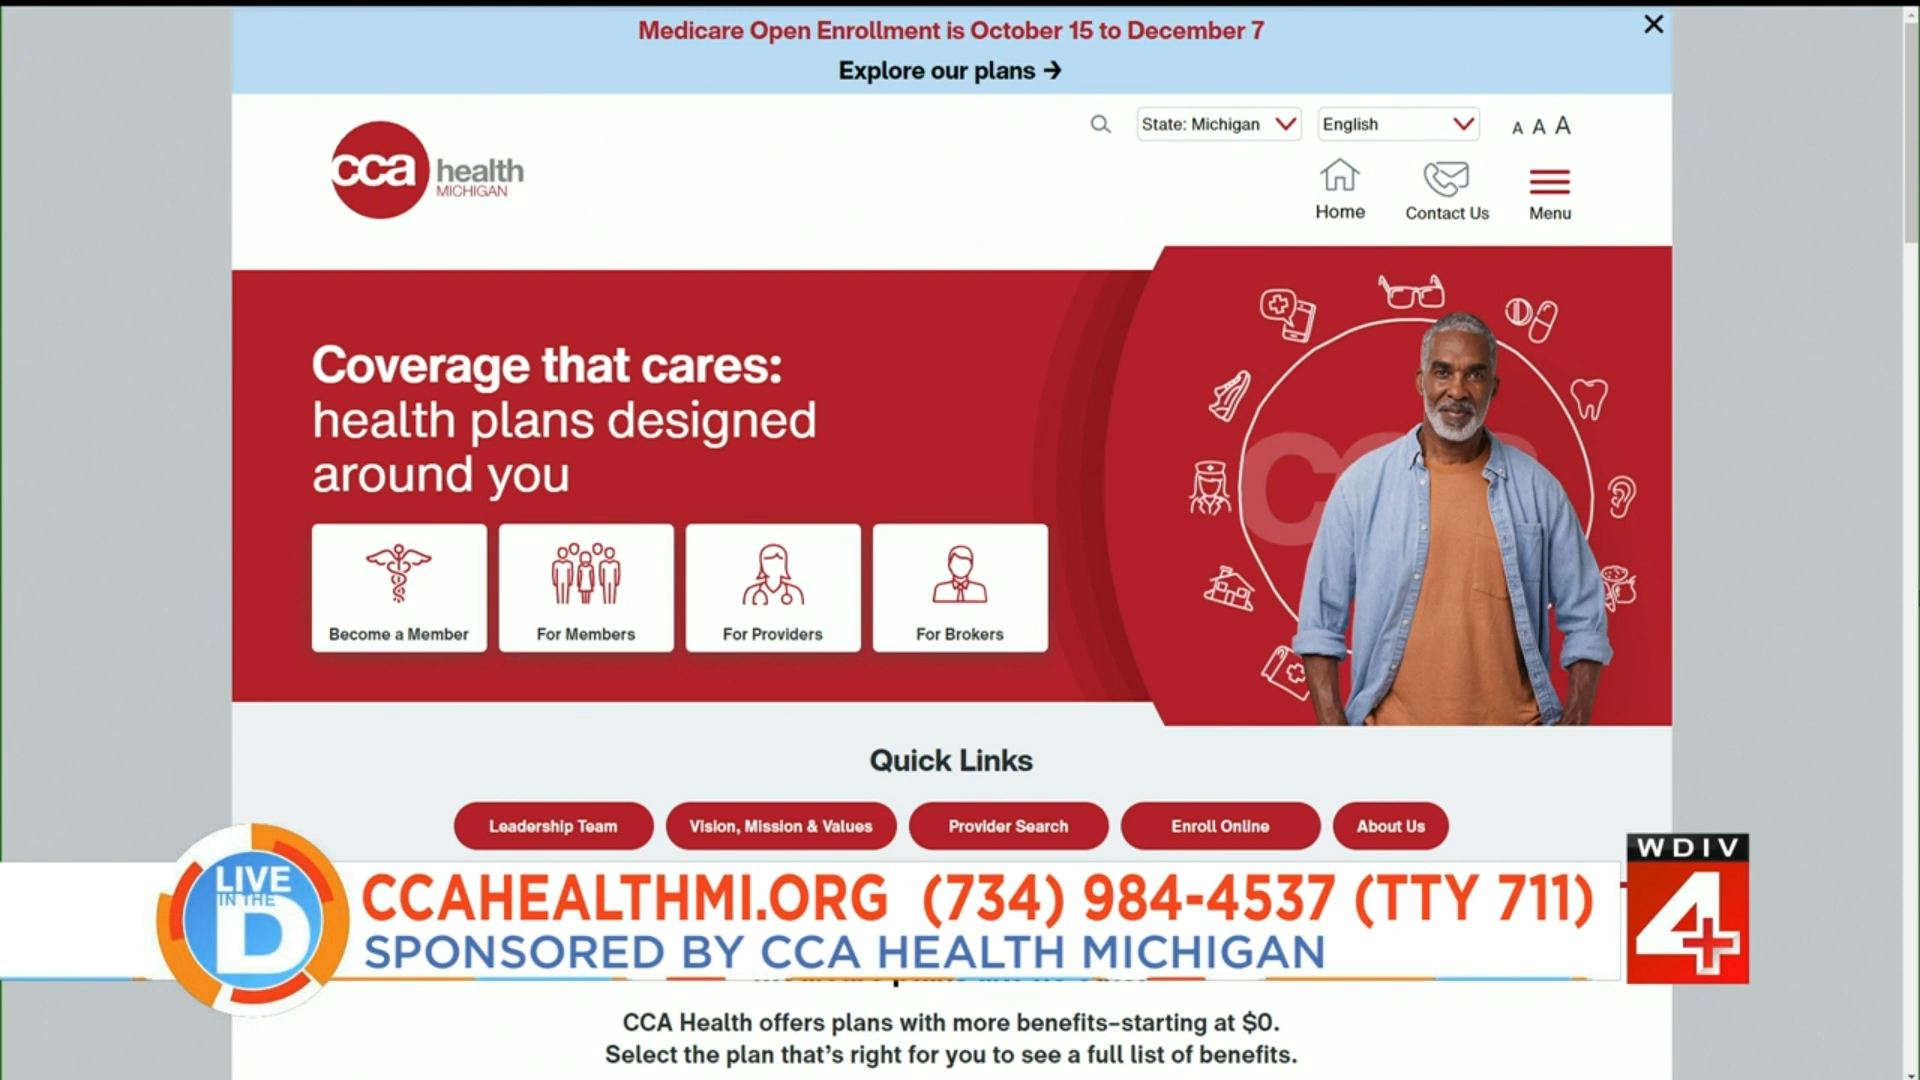 Medicare Open Enrollment is October 15 to December 7
Explore our plans →
State: Michigan
English
A A A
cca health
MICHIGAN
Home
Contact Us
Menu
Coverage that cares:
health plans designed
around you
Become a Member
For Members
For Providers
For Brokers
Quick Links
Leadership Team
Vision, Mission & Values
Provider Search
Enroll Online
About Us
LIVE
IN THE
D
CCAHEALTHMI.ORG (734) 984-4537 (TTY 711)
SPONSORED BY CCA HEALTH MICHIGAN
WDIV
4
CCA Health offers plans with more benefits–starting at $0.
Select the plan that's right for you to see a full list of benefits.